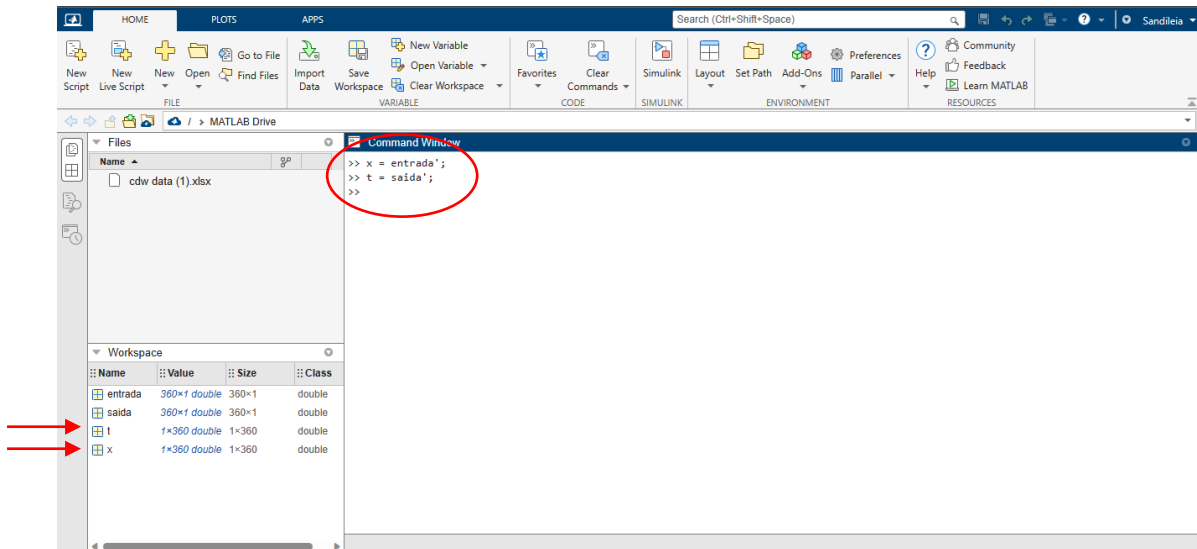 HOME PLOTS APPS Search (Ctrl+Shift+Space) Sandileia
New Script
New Live Script
New
Open
Go to File
Find Files
FILE
Import Data
Save Workspace
New Variable
Open Variable
Clear Workspace
VARIABLE
Favorites
Clear Commands
CODE
Simulink
SIMULINK
Layout
Set Path
Add-Ons
Preferences
Parallel
ENVIRONMENT
Help
Community
Feedback
Learn MATLAB
RESOURCES
/ > MATLAB Drive
Files
Name
cdw data (1).xlsx
Workspace
Name Value Size Class
entrada 360×1 double 360×1 double
saida 360×1 double 360×1 double
t 1×360 double 1×360 double
x 1×360 double 1×360 double
Command Window
>> x = entrada';
>> t = saida';
>>